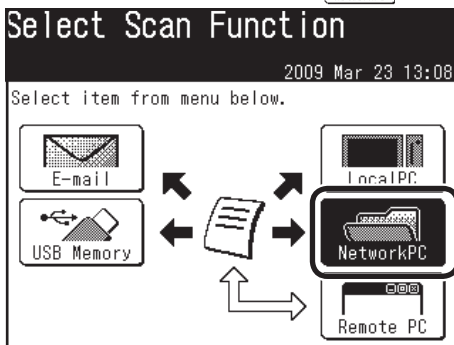 Select Scan Function
2009 Mar 23 13:08
Select item from menu below.
E-mail
LocalPC
USB Memory
NetworkPC
Remote PC